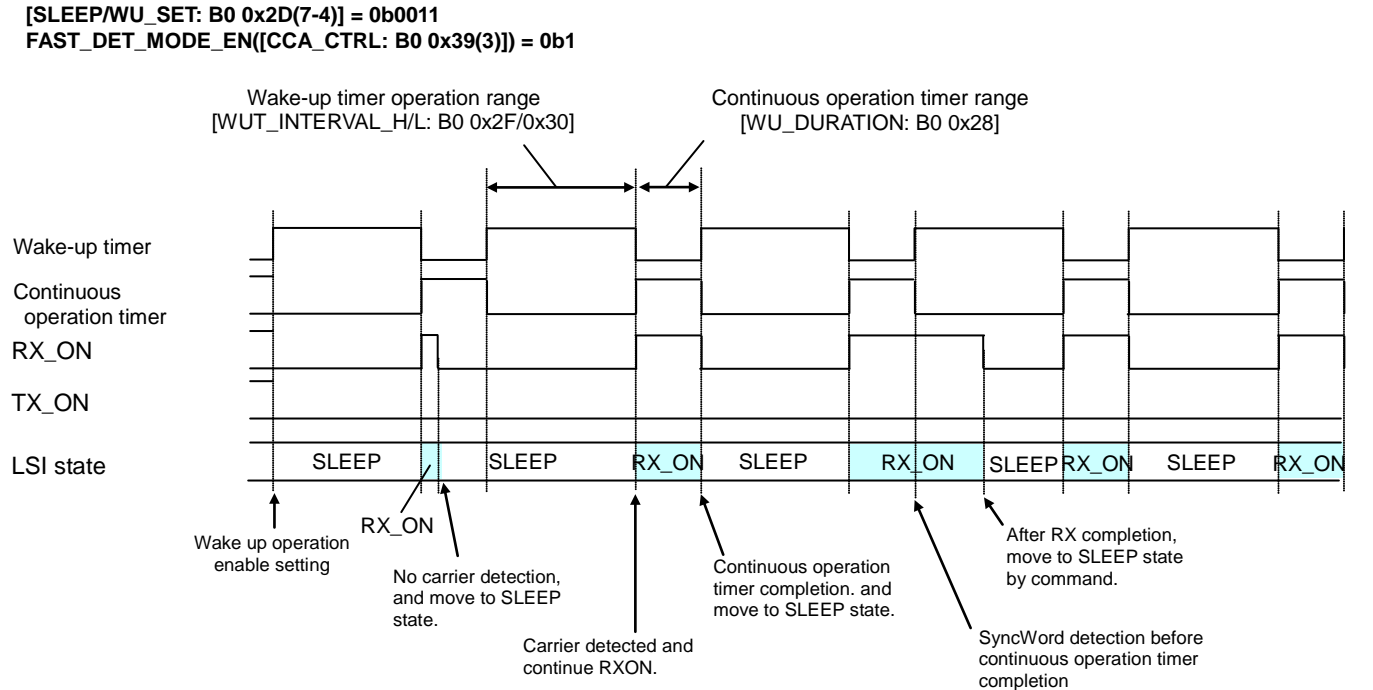 [SLEEP/WU_SET: B0 0x2D(7-4)] = 0b0011
FAST_DET_MODE_EN([CCA_CTRL: B0 0x39(3)]) = 0b1
Wake-up timer operation range
[WUT_INTERVAL_H/L: B0 0x2F/0x30]
Continuous operation timer range
[WU_DURATION: B0 0x28]
Wake-up timer
Continuous
operation timer
RX_ON
TX_ON
LSI state
SLEEP
SLEEP
RX_ON
SLEEP
RX_ON
SLEEP
RX_ON
SLEEP
RX_ON
RX_ON
Wake up operation
enable setting
No carrier detection,
and move to SLEEP
state.
Carrier detected and
continue RXON.
Continuous operation
timer completion. and
move to SLEEP state.
After RX completion,
move to SLEEP state
by command.
SyncWord detection before
continuous operation timer
completion